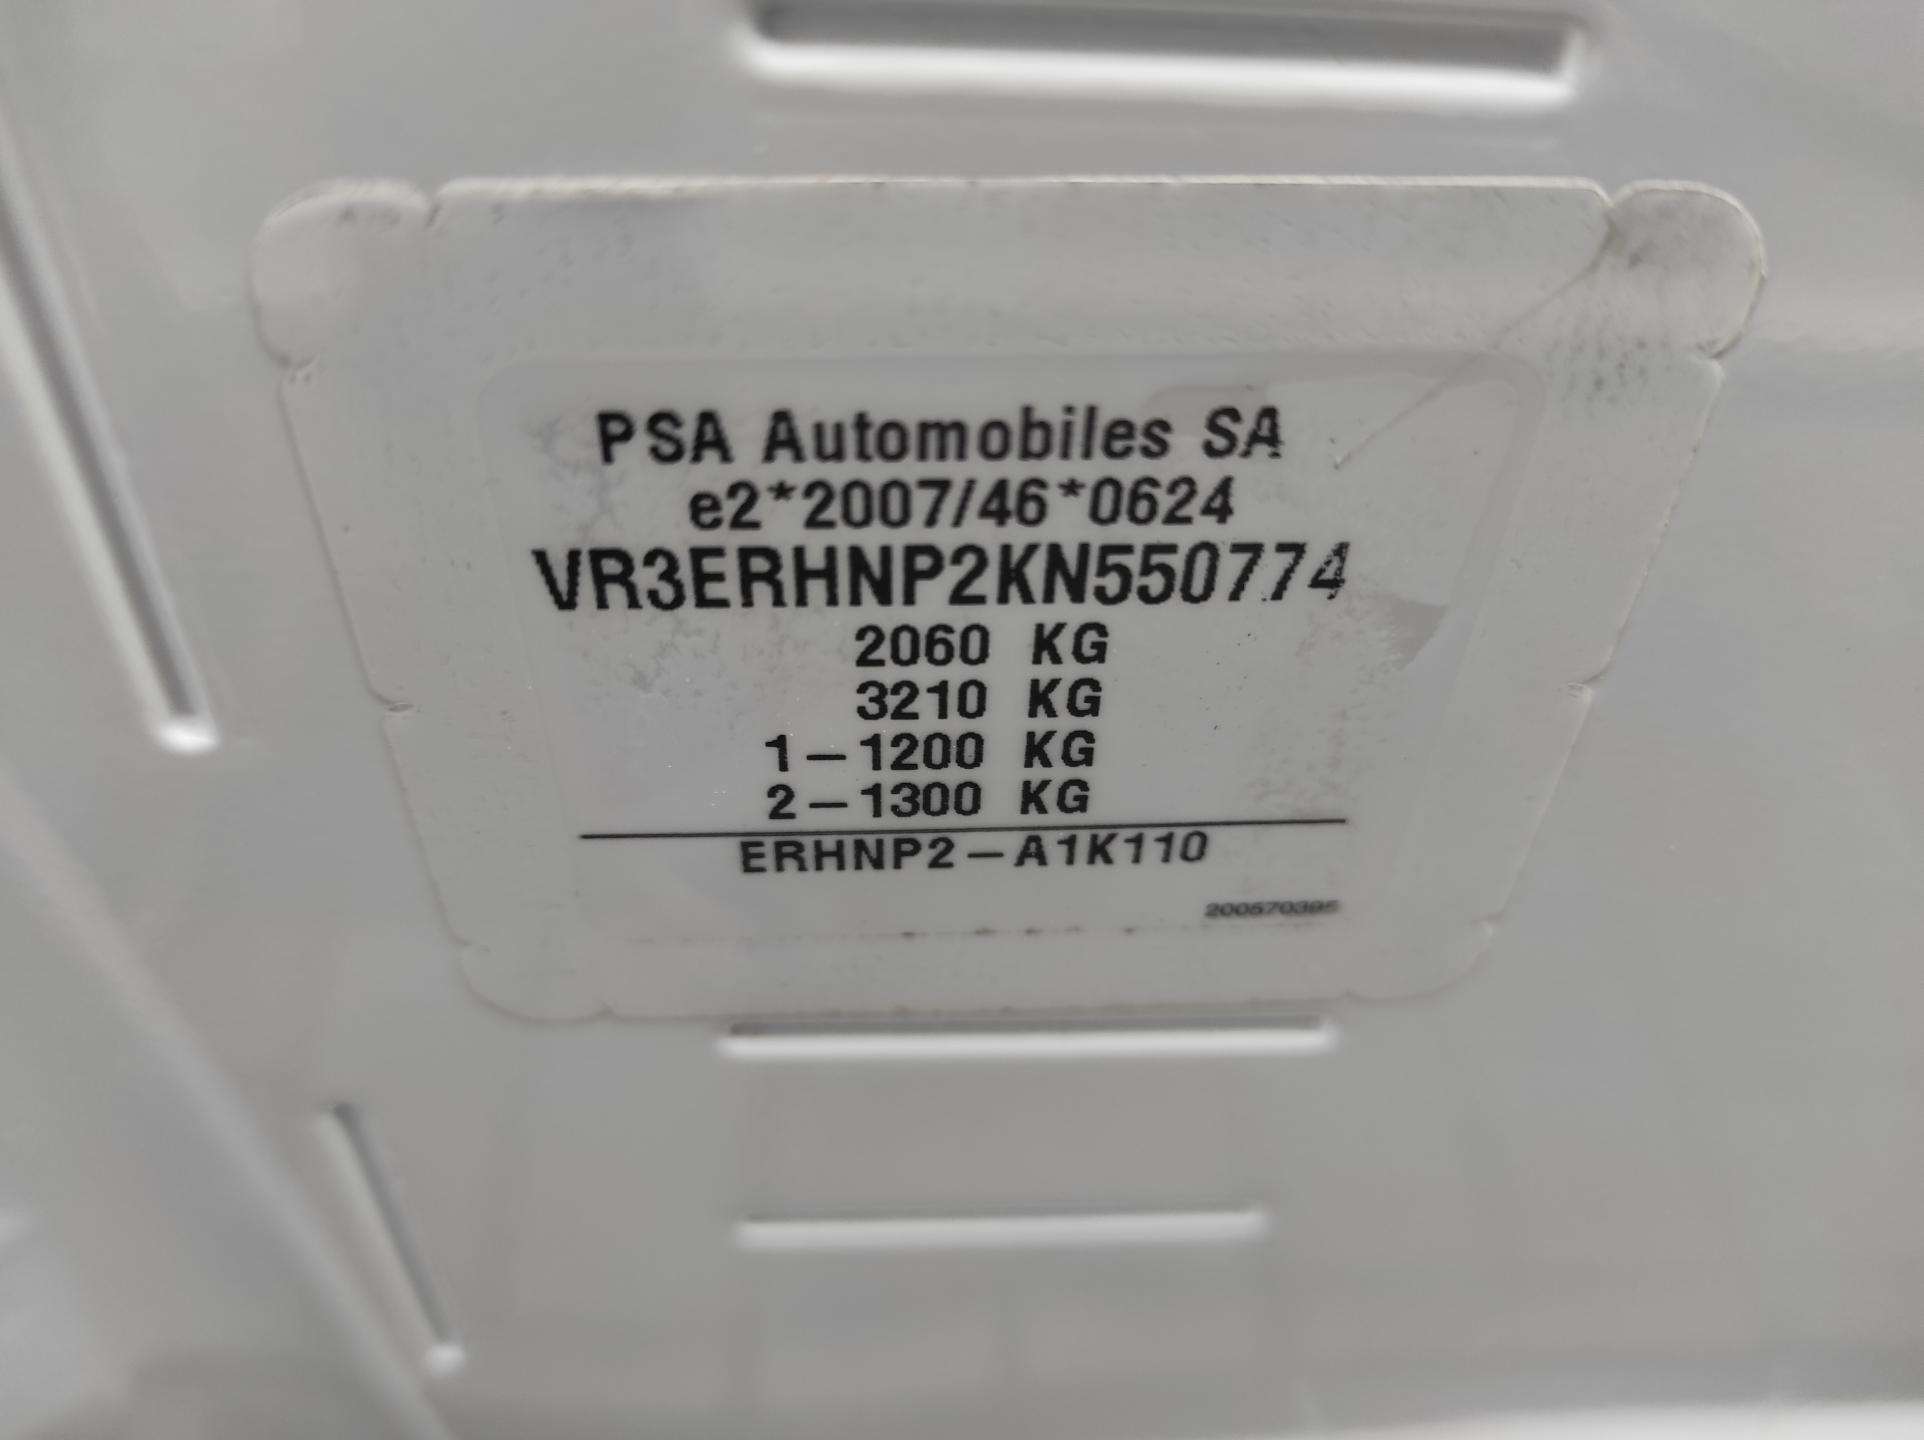 PSA Automobiles SA
e2*2007/46*0624
VR3ERHNP2KN550774
2060 KG
3210 KG
1–1200 KG
2–1300 KG
ERHNP2–A1K110
200570395